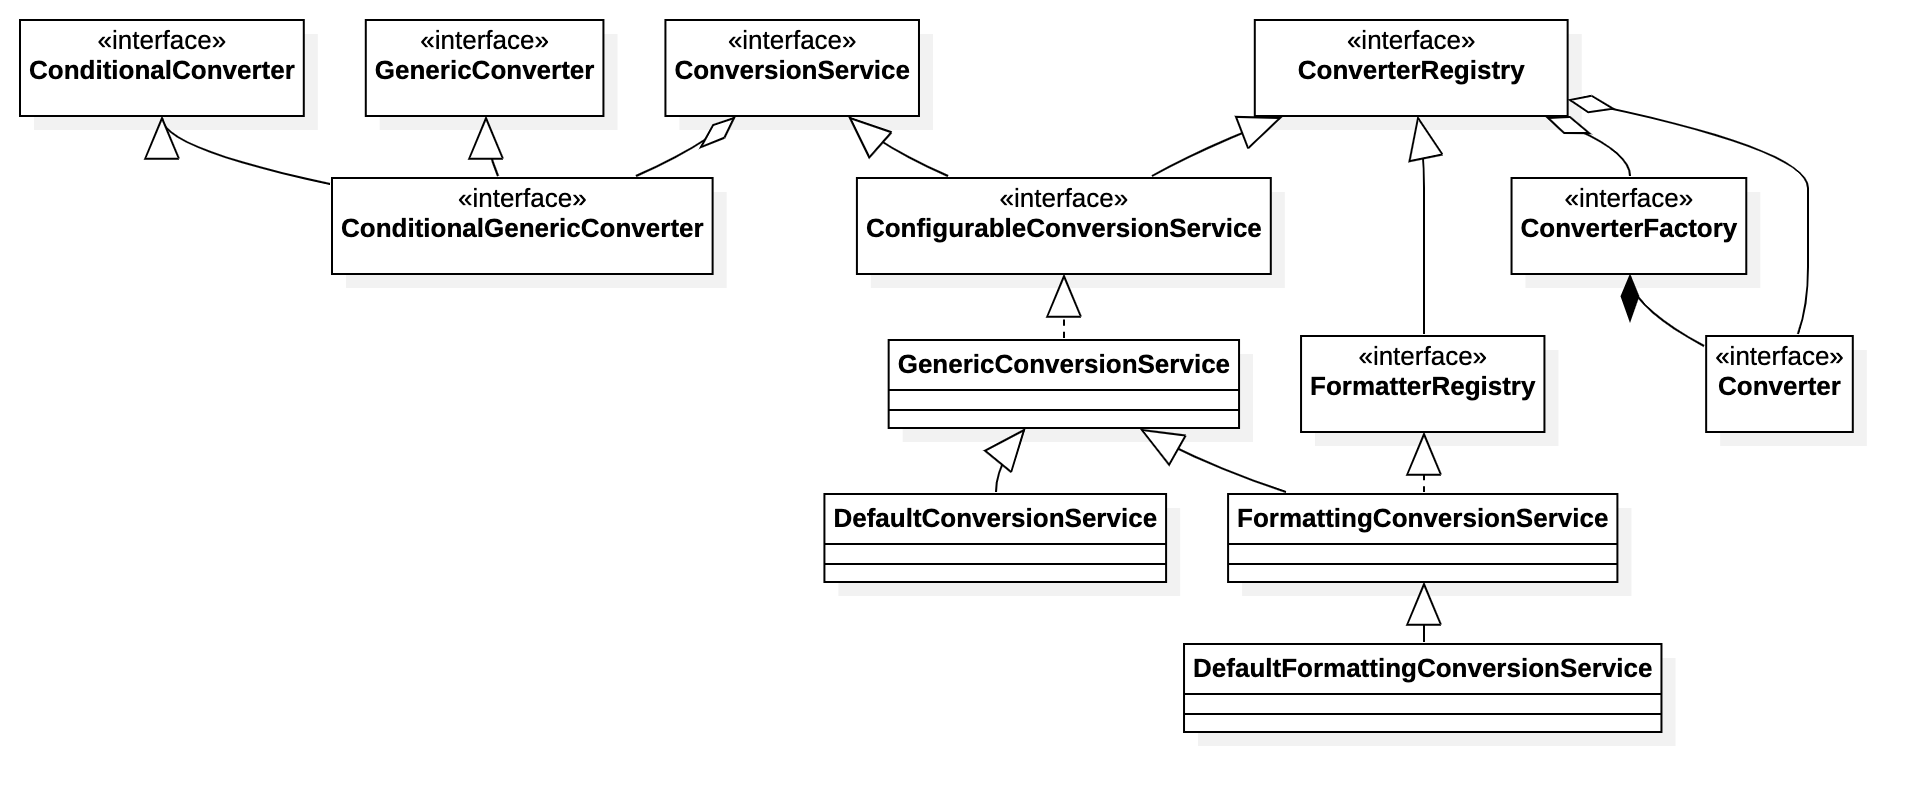 «interface»
ConditionalConverter
«interface»
GenericConverter
«interface»
ConversionService
«interface»
ConverterRegistry
«interface»
ConditionalGenericConverter
«interface»
ConfigurableConversionService
«interface»
ConverterFactory
GenericConversionService
«interface»
FormatterRegistry
«interface»
Converter
DefaultConversionService
FormattingConversionService
DefaultFormattingConversionService